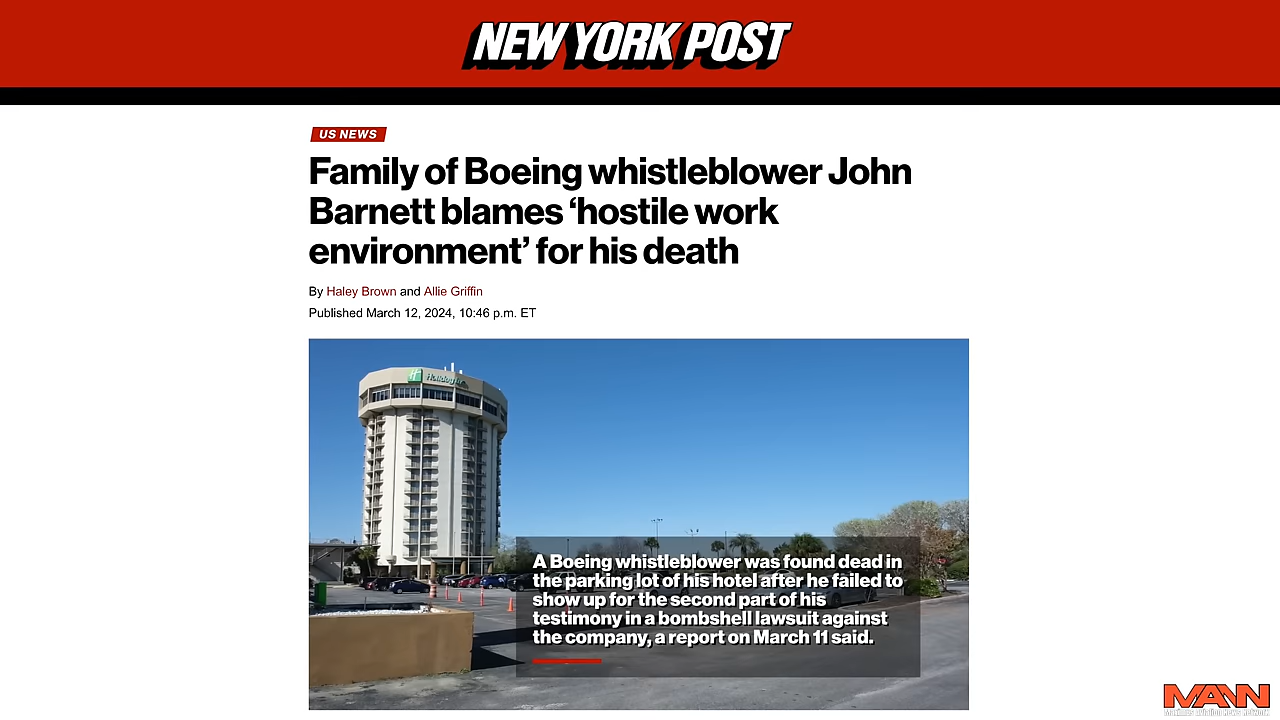 NEW YORK POST
US NEWS
Family of Boeing whistleblower John
Barnett blames ‘hostile work
environment’ for his death
By Haley Brown and Allie Griffin
Published March 12, 2024, 10:46 p.m. ET
Holiday Inn
A Boeing whistleblower was found dead in
the parking lot of his hotel after he failed to
show up for the second part of his
testimony in a bombshell lawsuit against
the company, a report on March 11 said.
MAWN